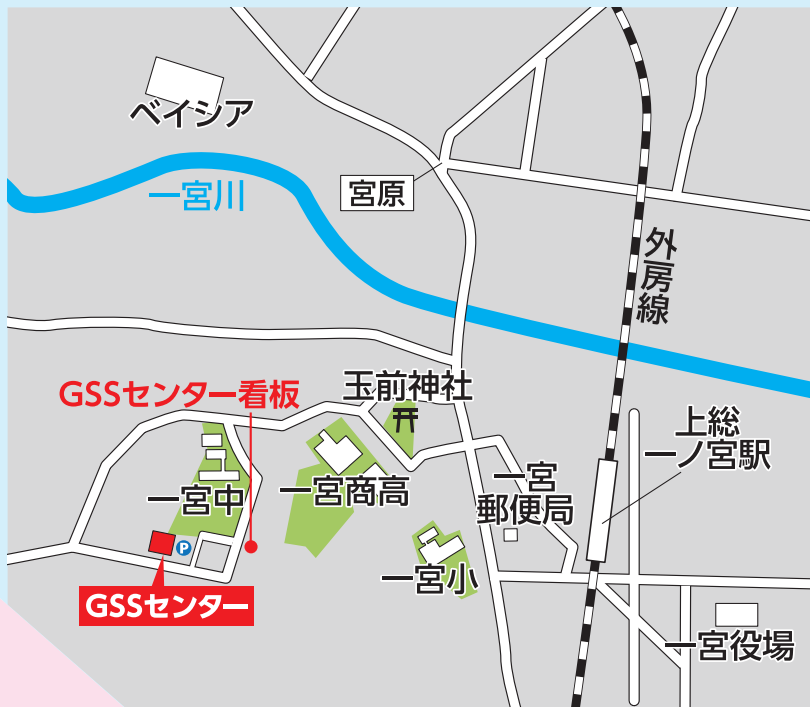 ベイシア
一宮川
宮原
外房線
GSSセンター看板
玉前神社
上総
一ノ宮駅
一宮
郵便局
一宮商高
一宮中
P
一宮小
GSSセンター
一宮役場